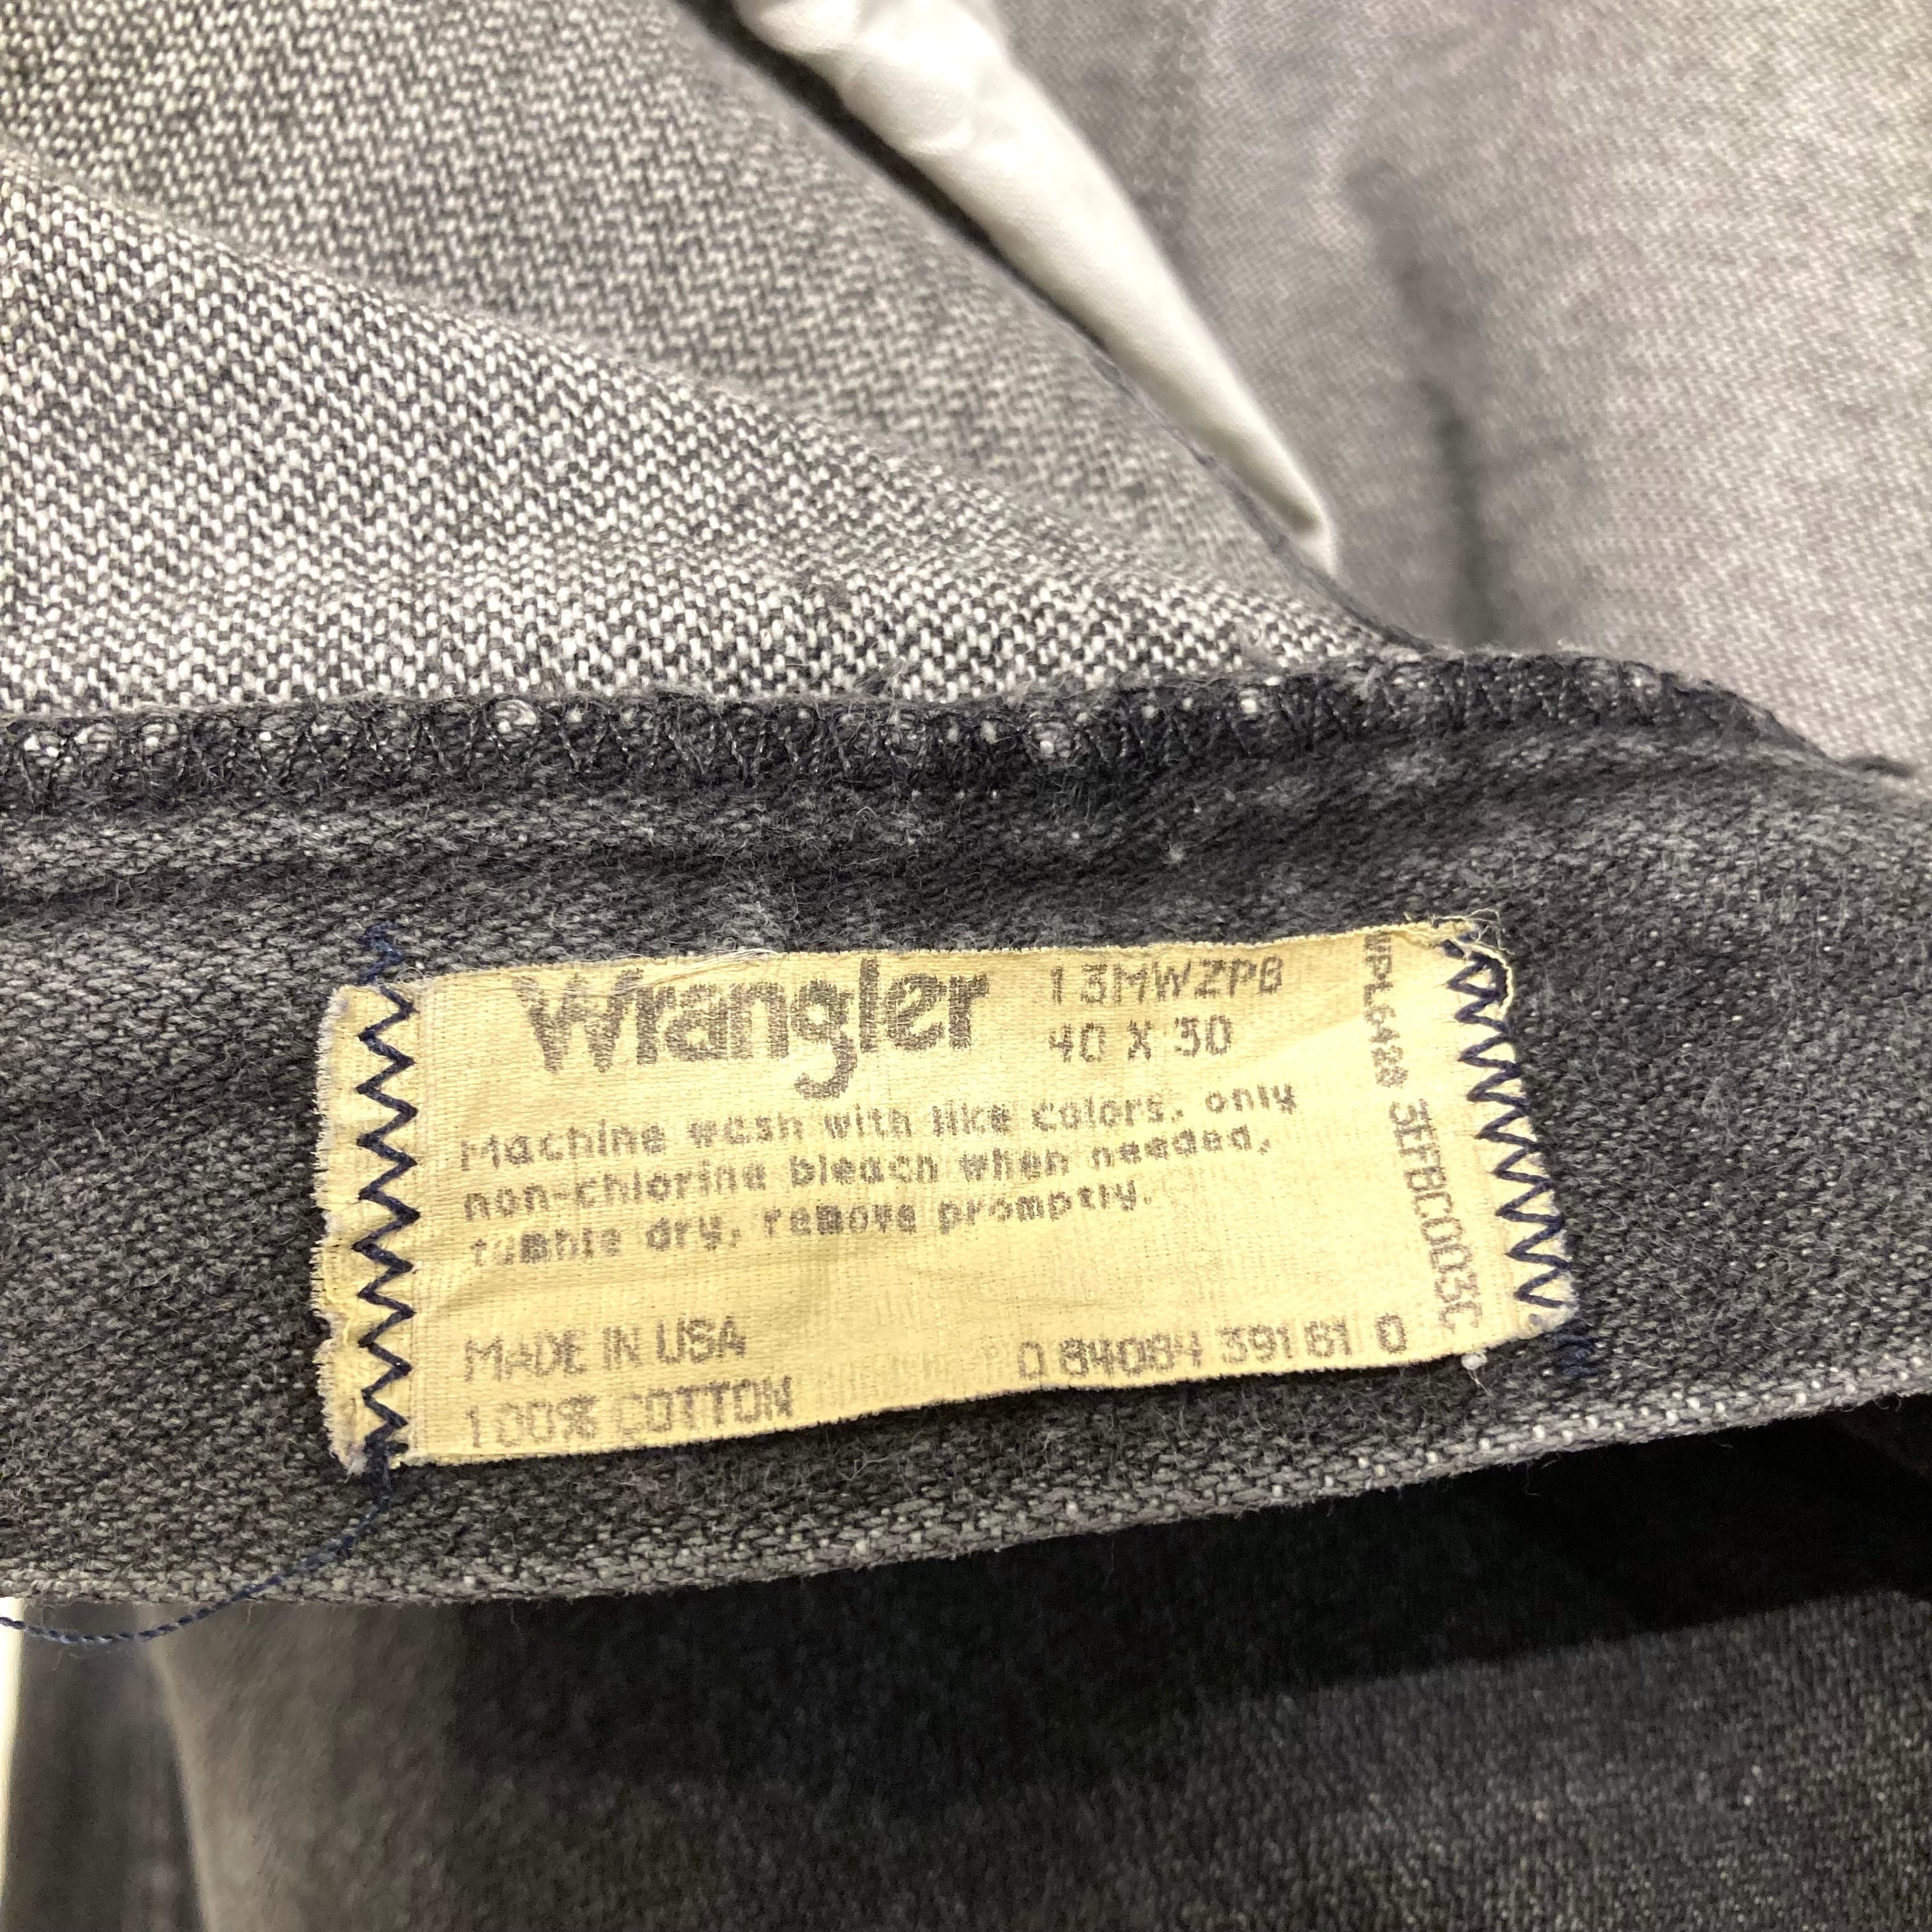 Wrangler
13MWZPB
40 X 30
Machine wash with like colors, only
non-chlorine bleach when needed,
tumble dry, remove promptly.
MADE IN USA
100% COTTON
0 84084 39161 0
WPL6428 3EFBC0D03C